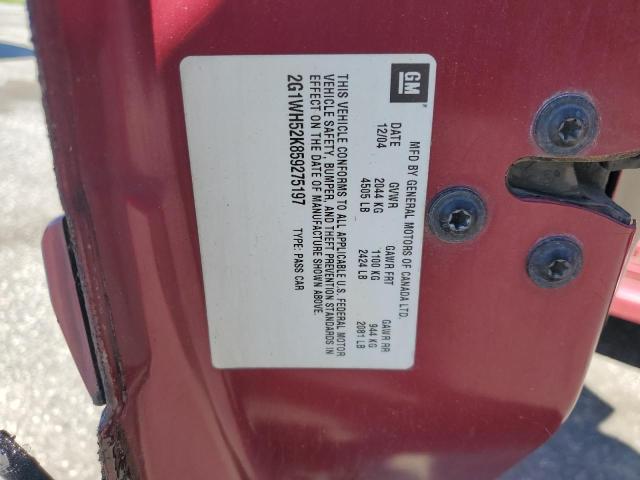 GM
MFD BY GENERAL MOTORS OF CANADA LTD.
DATE GVWR GAWR FRT GAWR RR
12/04 2044 KG 1100 KG 944 KG
4505 LB 2424 LB 2081 LB
THIS VEHICLE CONFORMS TO ALL APPLICABLE U.S. FEDERAL MOTOR
VEHICLE SAFETY, BUMPER, AND THEFT PREVENTION STANDARDS IN
EFFECT ON THE DATE OF MANUFACTURE SHOWN ABOVE.
2G1WH52K859275197 TYPE: PASS CAR